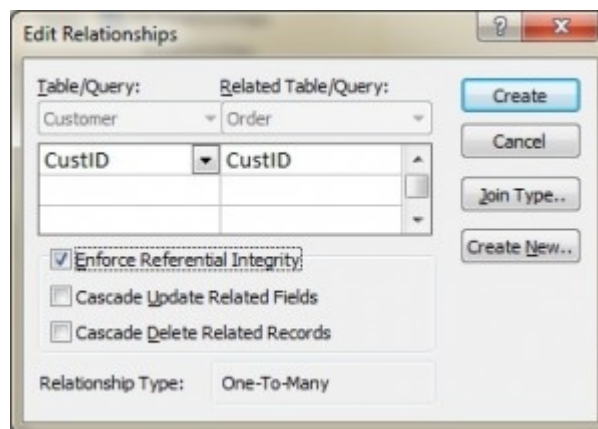 Edit Relationships
Table/Query: Related Table/Query:
Customer Order
CustID CustID
Enforce Referential Integrity
Cascade Update Related Fields
Cascade Delete Related Records
Relationship Type: One-To-Many
Create
Cancel
Join Type..
Create New..